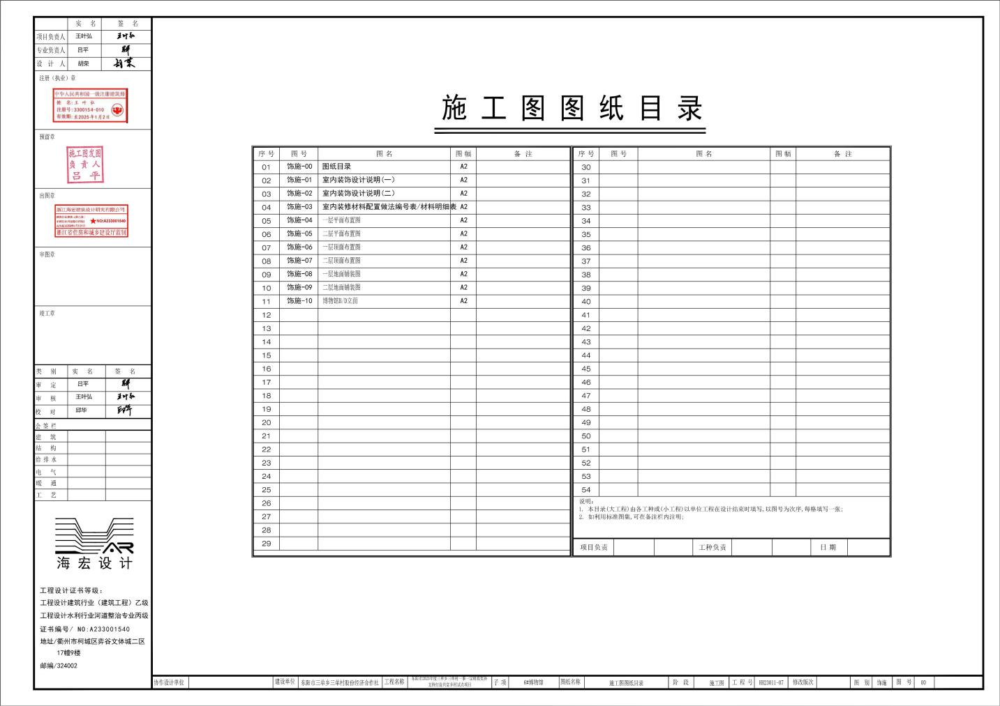 实 名 签 名
项目负责人 王叶弘
专业负责人 吕平
设 计 人 胡荣
注册（执业）章
中华人民共和国一级注册建筑师
姓 名:王 叶 弘
注册号:3300154-010
有效期:至2025年1月2日
预留章
施工图发图
负 责 人
吕 平
出图章
浙江海宏建筑设计研究有限公司
★NO:A233001540
浙江省住房和城乡建设厅监制
审图章
竣工章
类 别 实 名 签 名
审 定 吕平
审 核 王叶弘
校 对 邱华
会签栏
建 筑
结 构
给排水
电 气
暖 通
工 艺
AR
海宏设计
工程设计证书等级：
工程设计建筑行业（建筑工程）乙级
工程设计水利行业河道整治专业丙级
证书编号/ NO:A233001540
地址/衢州市柯城区弈谷文体城二区
17幢9楼
邮编/324002
施工图图纸目录
序号 图号 图名 图幅 备注
01 饰施-00 图纸目录 A2
02 饰施-01 室内装饰设计说明(一) A2
03 饰施-02 室内装饰设计说明(二) A2
04 饰施-03 室内装修材料配置做法编号表/材料明细表 A2
05 饰施-04 一层平面布置图 A2
06 饰施-05 二层平面布置图 A2
07 饰施-06 一层顶面布置图 A2
08 饰施-07 二层顶面布置图 A2
09 饰施-08 一层地面铺装图 A2
10 饰施-09 二层地面铺装图 A2
11 饰施-10 博物馆B/D立面 A2
12
13
14
15
16
17
18
19
20
21
22
23
24
25
26
27
28
29
序号 图号 图名 图幅 备注
30
31
32
33
34
35
36
37
38
39
40
41
42
43
44
45
46
47
48
49
50
51
52
53
54
说明:
1. 本目录(大工程)由各工种或(小工程)以单位工程在设计结束时填写,以图号为次序,每格填写一张;
2. 如利用标准图集,可在备注栏内注明;
项目负责 工种负责 日期
协作设计单位 建设单位 东阳市三单乡三单村股份经济合作社 工程名称 东阳市2023年度三单乡三单村一事一议财政奖补
支持打造共富乡村试点项目
子 项 6#博物馆 图纸名称 施工图图纸目录 阶 段 施工图 工 程 号 HH23011-07 修改版次 图 别 饰施 图 号 00